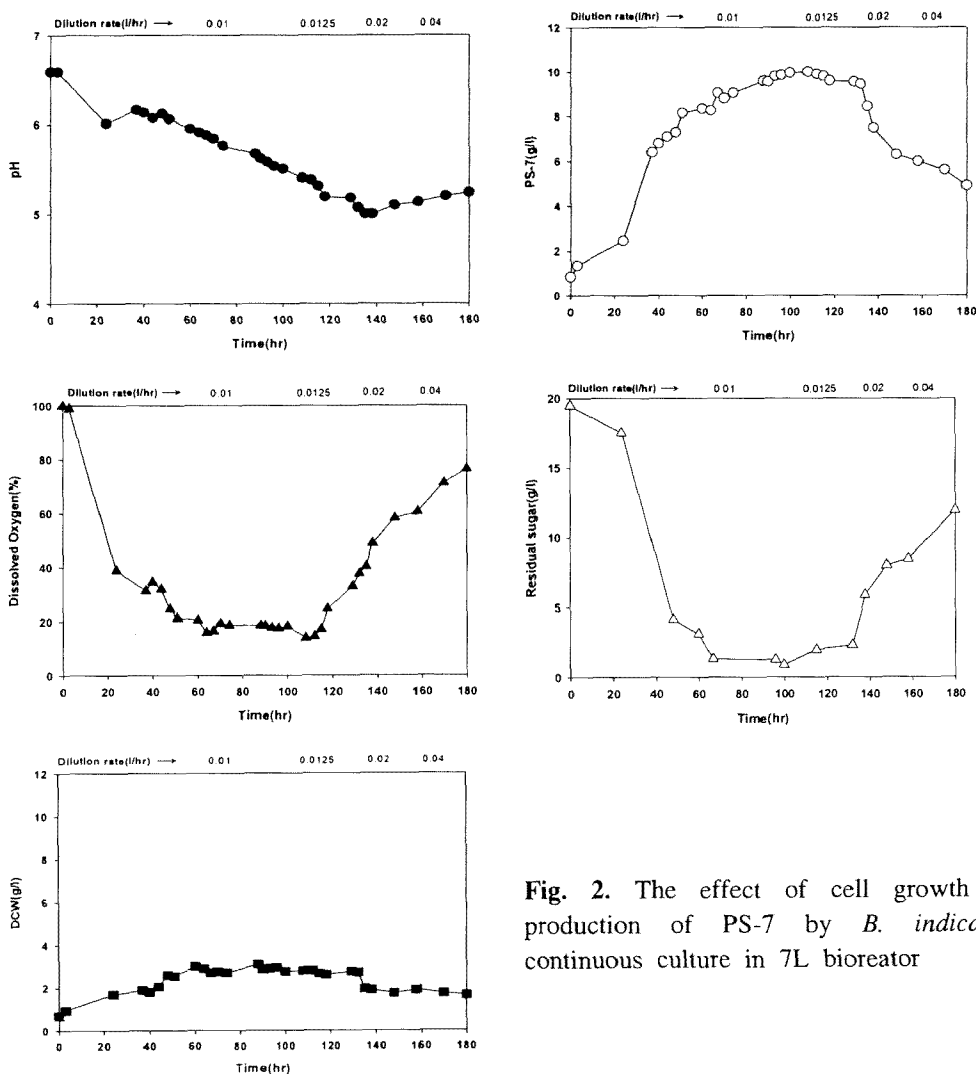 Dilution rate(l/hr) → 0.01 0.0125 0.02 0.04
7
6
5
4
pH
0 20 40 60 80 100 120 140 160 180
Time(hr)
Dilution rate(l/hr) → 0.01 0.0125 0.02 0.04
12
10
8
6
4
2
0
PS-7(g/l)
0 20 40 60 80 100 120 140 160 180
Time(hr)
Dilution rate(l/hr) → 0.01 0.0125 0.02 0.04
100
80
60
40
20
0
Dissolved Oxygen(%)
0 20 40 60 80 100 120 140 160 180
Time(hr)
Dilution rate(l/hr) → 0.01 0.0125 0.02 0.04
20
15
10
5
0
Residual sugar(g/l)
0 20 40 60 80 100 120 140 160 180
Time(hr)
Dilution rate(l/hr) → 0.01 0.0125 0.02 0.04
12
10
8
6
4
2
0
DCW(g/l)
0 20 40 60 80 100 120 140 160 180
Time(hr)
Fig. 2. The effect of cell growth
production of PS-7 by B. indica
continuous culture in 7L bioreator